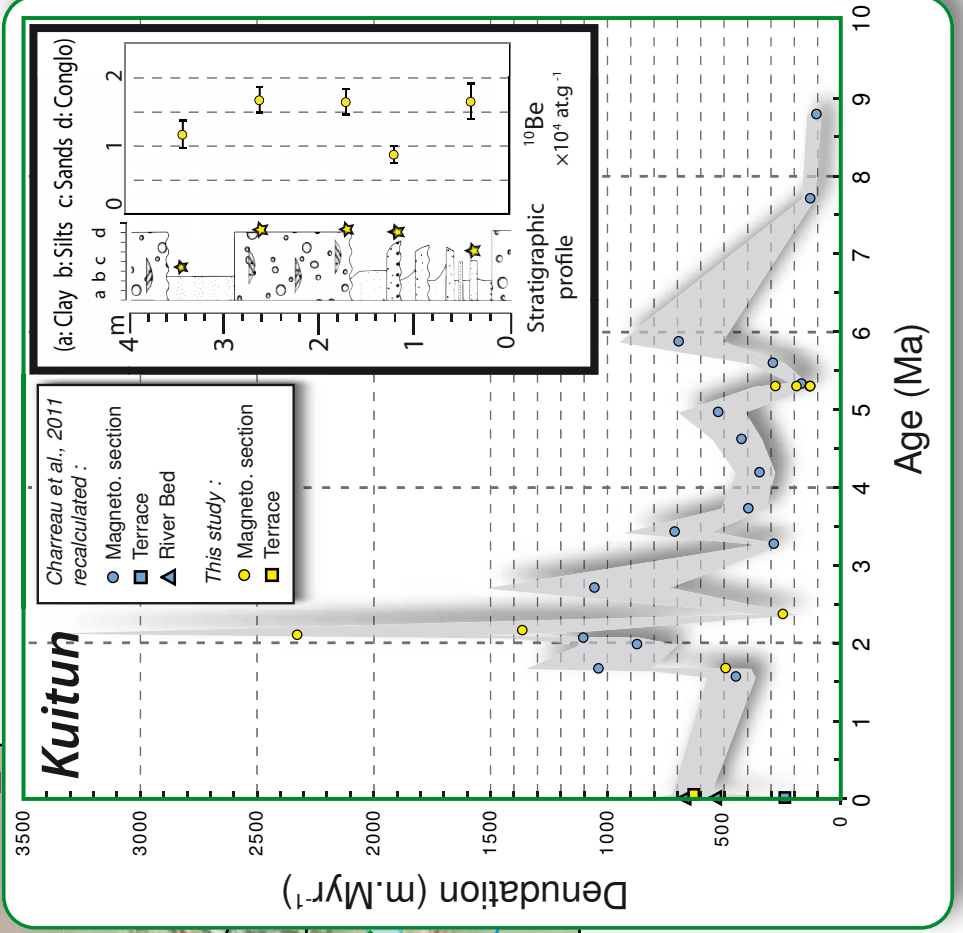 Kuitun
Charreau et al., 2011
recalculated :
Magneto. section
Terrace
River Bed
This study :
Magneto. section
Terrace
(a: Clay b: Silts c: Sands d: Conglo)
m
4
3
2
1
0
a b c d
Stratigraphic
profile
0 1 2
10Be
×10⁴ at.g⁻¹
3500
3000
2500
2000
1500
1000
500
0
Denudation (m.Myr⁻¹)
0 1 2 3 4 5 6 7 8 9 10
Age (Ma)